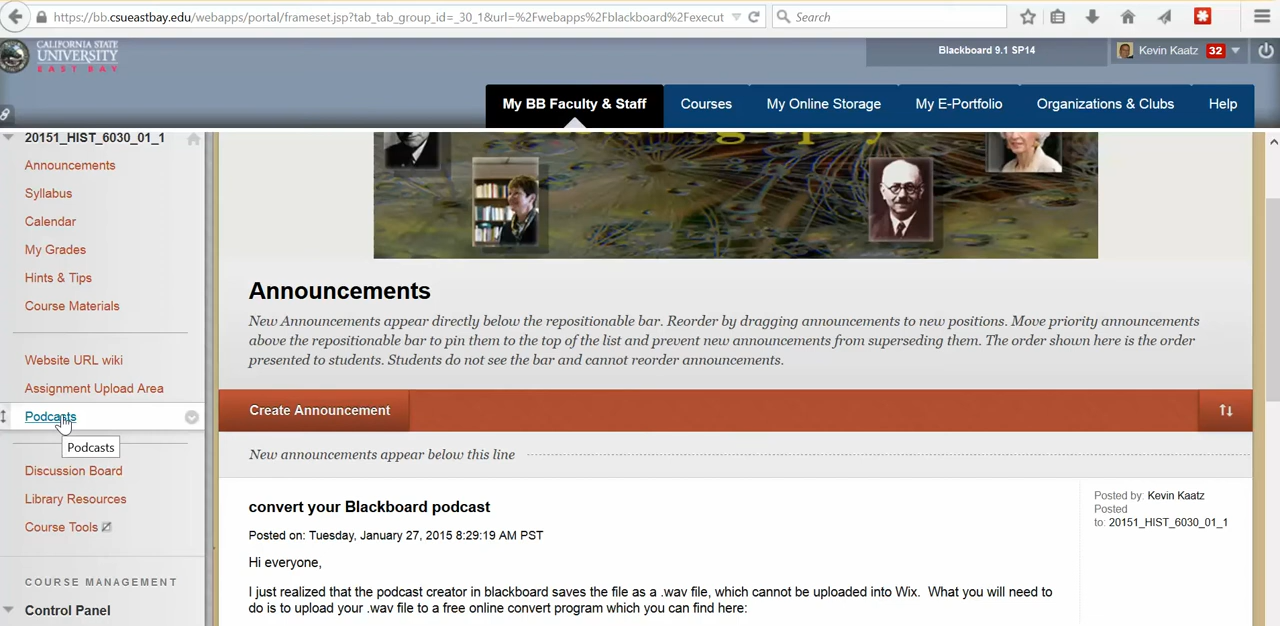 https://bb.csueastbay.edu/webapps/portal/frameset.jsp?tab_tab_group_id=_30_1&url=%2Fwebapps%2Fblackboard%2Fexecut
Search
CALIFORNIA STATE
UNIVERSITY
EAST BAY
Blackboard 9.1 SP14
Kevin Kaatz 32
My BB Faculty & Staff
Courses
My Online Storage
My E-Portfolio
Organizations & Clubs
Help
20151_HIST_6030_01_1
Announcements
Syllabus
Calendar
My Grades
Hints & Tips
Course Materials
Website URL wiki
Assignment Upload Area
Podcasts
Podcasts
Discussion Board
Library Resources
Course Tools
COURSE MANAGEMENT
Control Panel
Announcements
New Announcements appear directly below the repositionable bar. Reorder by dragging announcements to new positions. Move priority announcements
above the repositionable bar to pin them to the top of the list and prevent new announcements from superseding them. The order shown here is the order
presented to students. Students do not see the bar and cannot reorder announcements.
Create Announcement
New announcements appear below this line
convert your Blackboard podcast
Posted on: Tuesday, January 27, 2015 8:29:19 AM PST
Hi everyone,
I just realized that the podcast creator in blackboard saves the file as a .wav file, which cannot be uploaded into Wix. What you will need to
do is to upload your .wav file to a free online convert program which you can find here:
Posted by: Kevin Kaatz
Posted
to: 20151_HIST_6030_01_1